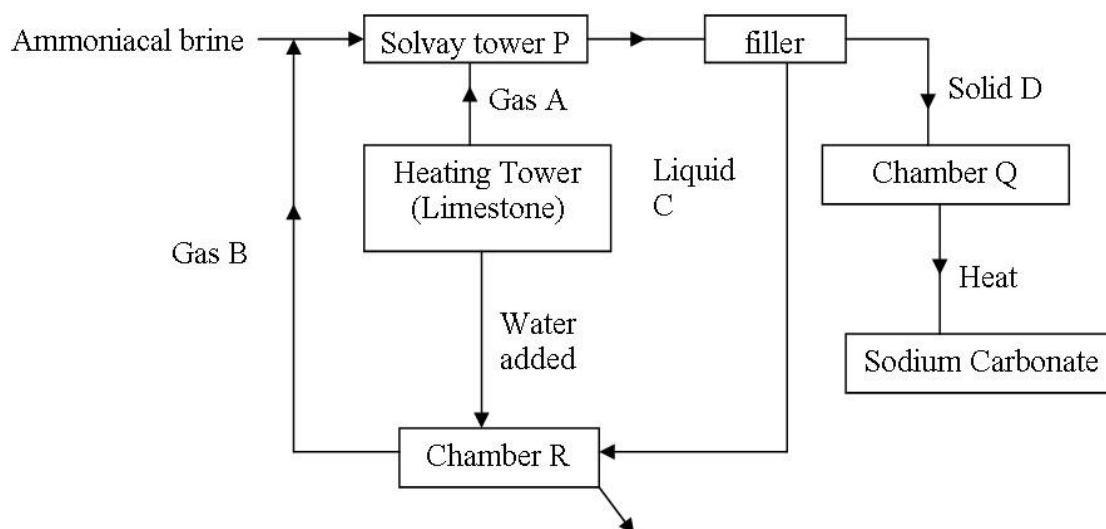 Ammoniacal brine
Solvay tower P
filler
Gas A
Solid D
Heating Tower
(Limestone)
Liquid
C
Chamber Q
Gas B
Heat
Water
added
Sodium Carbonate
Chamber R